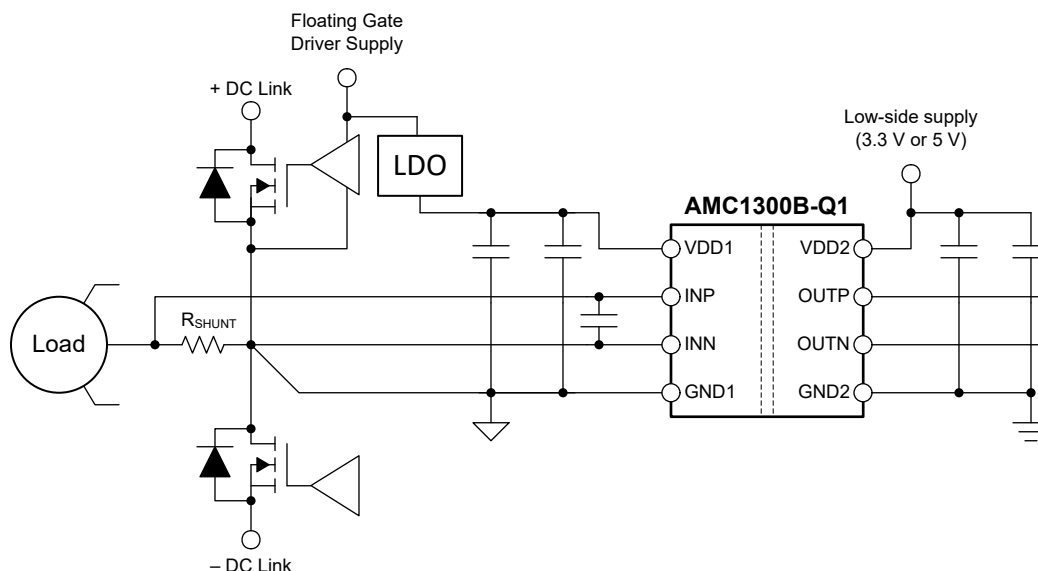 Floating Gate
Driver Supply
+ DC Link
LDO
Low-side supply
(3.3 V or 5 V)
AMC1300B-Q1
VDD1
VDD2
INP
OUTP
RSHUNT
Load
INN
OUTN
GND1
GND2
– DC Link